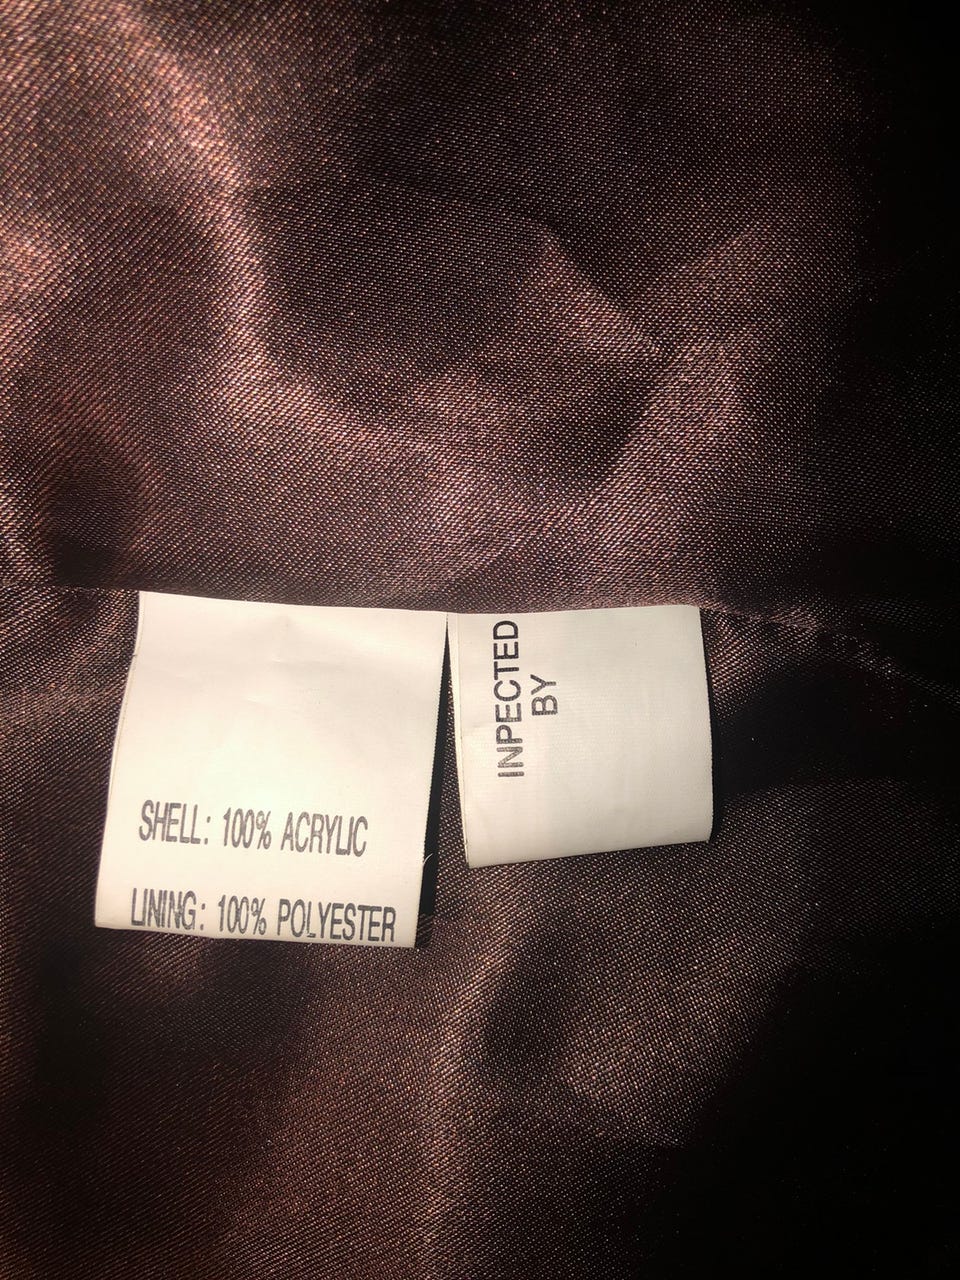 SHELL: 100% ACRYLIC
LINING: 100% POLYESTER
INPECTED
BY